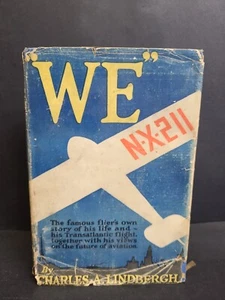 "WE"
N-X-211
The famous flier's own
story of his life and his
Transatlantic flight,
together with his views
on the future of aviation
By
CHARLES A. LINDBERGH